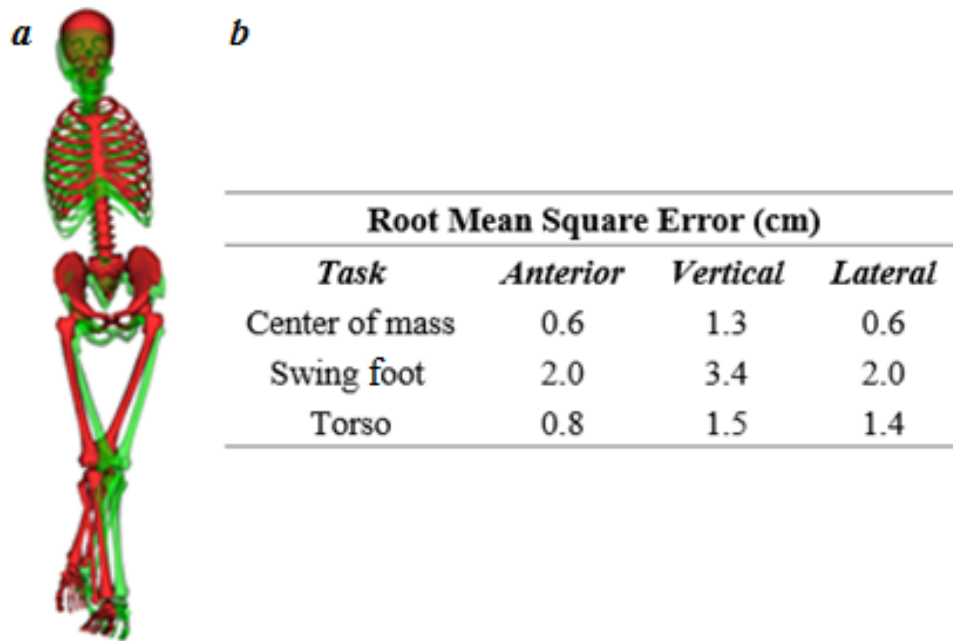 a b
Root Mean Square Error (cm)
Task Anterior Vertical Lateral
Center of mass 0.6 1.3 0.6
Swing foot 2.0 3.4 2.0
Torso 0.8 1.5 1.4